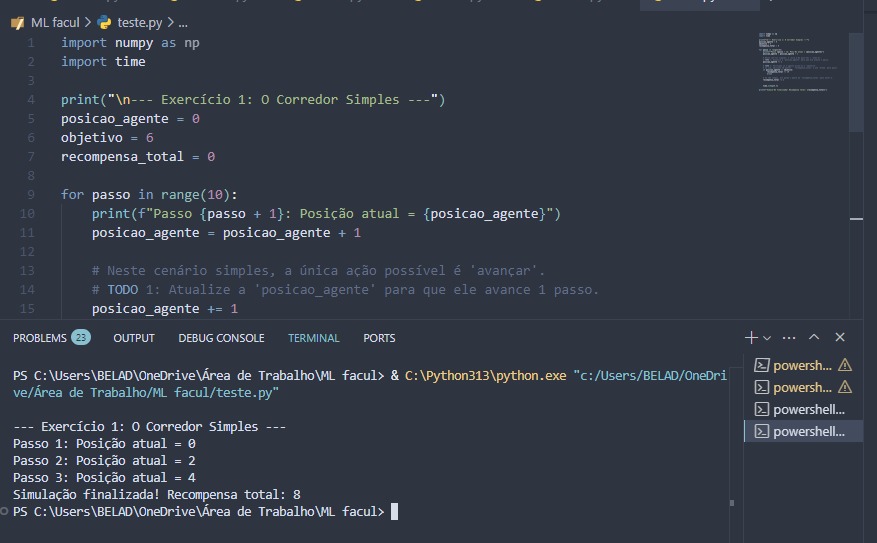 ML facul > teste.py > ...
1 import numpy as np
2 import time
3
4 print("\n--- Exercício 1: O Corredor Simples ---")
5 posicao_agente = 0
6 objetivo = 6
7 recompensa_total = 0
8
9 for passo in range(10):
10 print(f"Passo {passo + 1}: Posição atual = {posicao_agente}")
11 posicao_agente = posicao_agente + 1
12
13 # Neste cenário simples, a única ação possível é 'avançar'.
14 # TODO 1: Atualize a 'posicao_agente' para que ele avance 1 passo.
15 posicao_agente += 1
PROBLEMS 23 OUTPUT DEBUG CONSOLE TERMINAL PORTS
PS C:\Users\BELAD\OneDrive\Área de Trabalho\ML facul> & C:\Python313\python.exe "c:/Users/BELAD/OneDri
ve/Área de Trabalho/ML facul/teste.py"
--- Exercício 1: O Corredor Simples ---
Passo 1: Posição atual = 0
Passo 2: Posição atual = 2
Passo 3: Posição atual = 4
Simulação finalizada! Recompensa total: 8
PS C:\Users\BELAD\OneDrive\Área de Trabalho\ML facul>
powersh...
powersh...
powershell...
powershell...